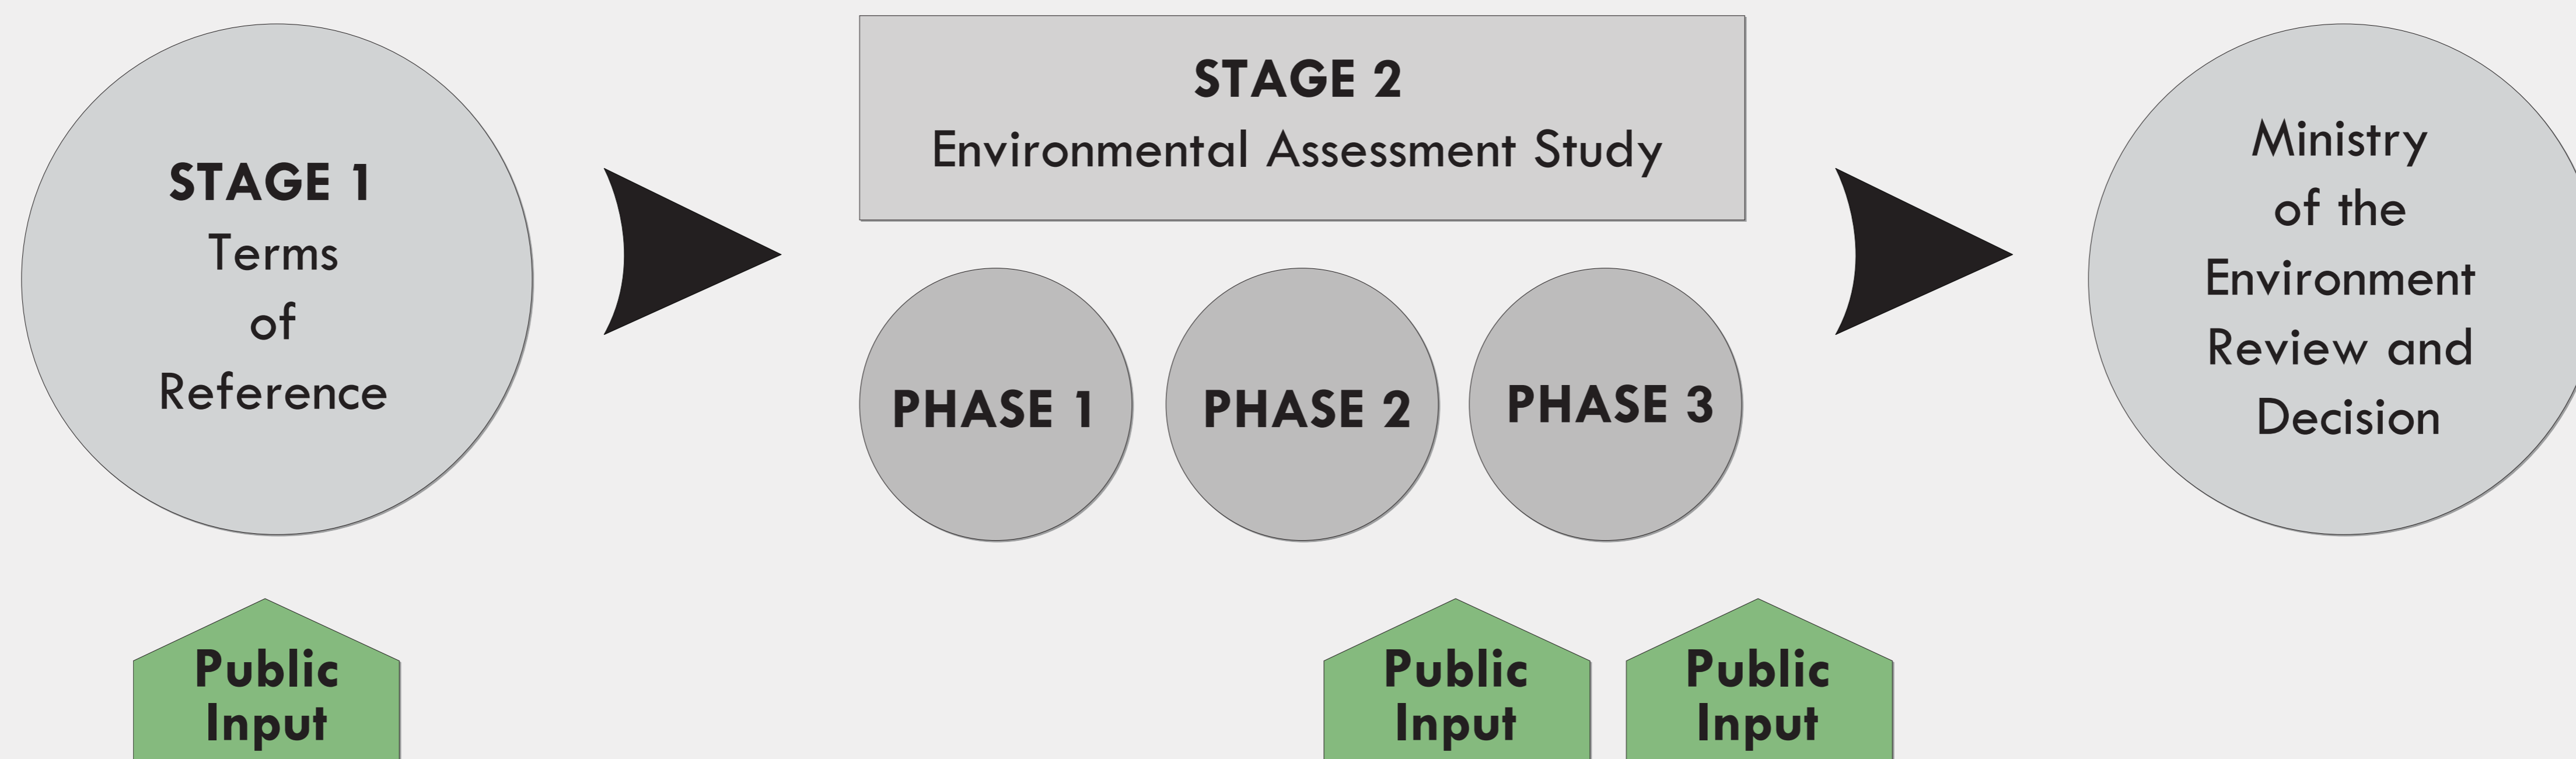 STAGE 1
Terms
of
Reference
STAGE 2
Environmental Assessment Study
PHASE 1
PHASE 2
PHASE 3
Ministry
of the
Environment
Review and
Decision
Public
Input
Public
Input
Public
Input